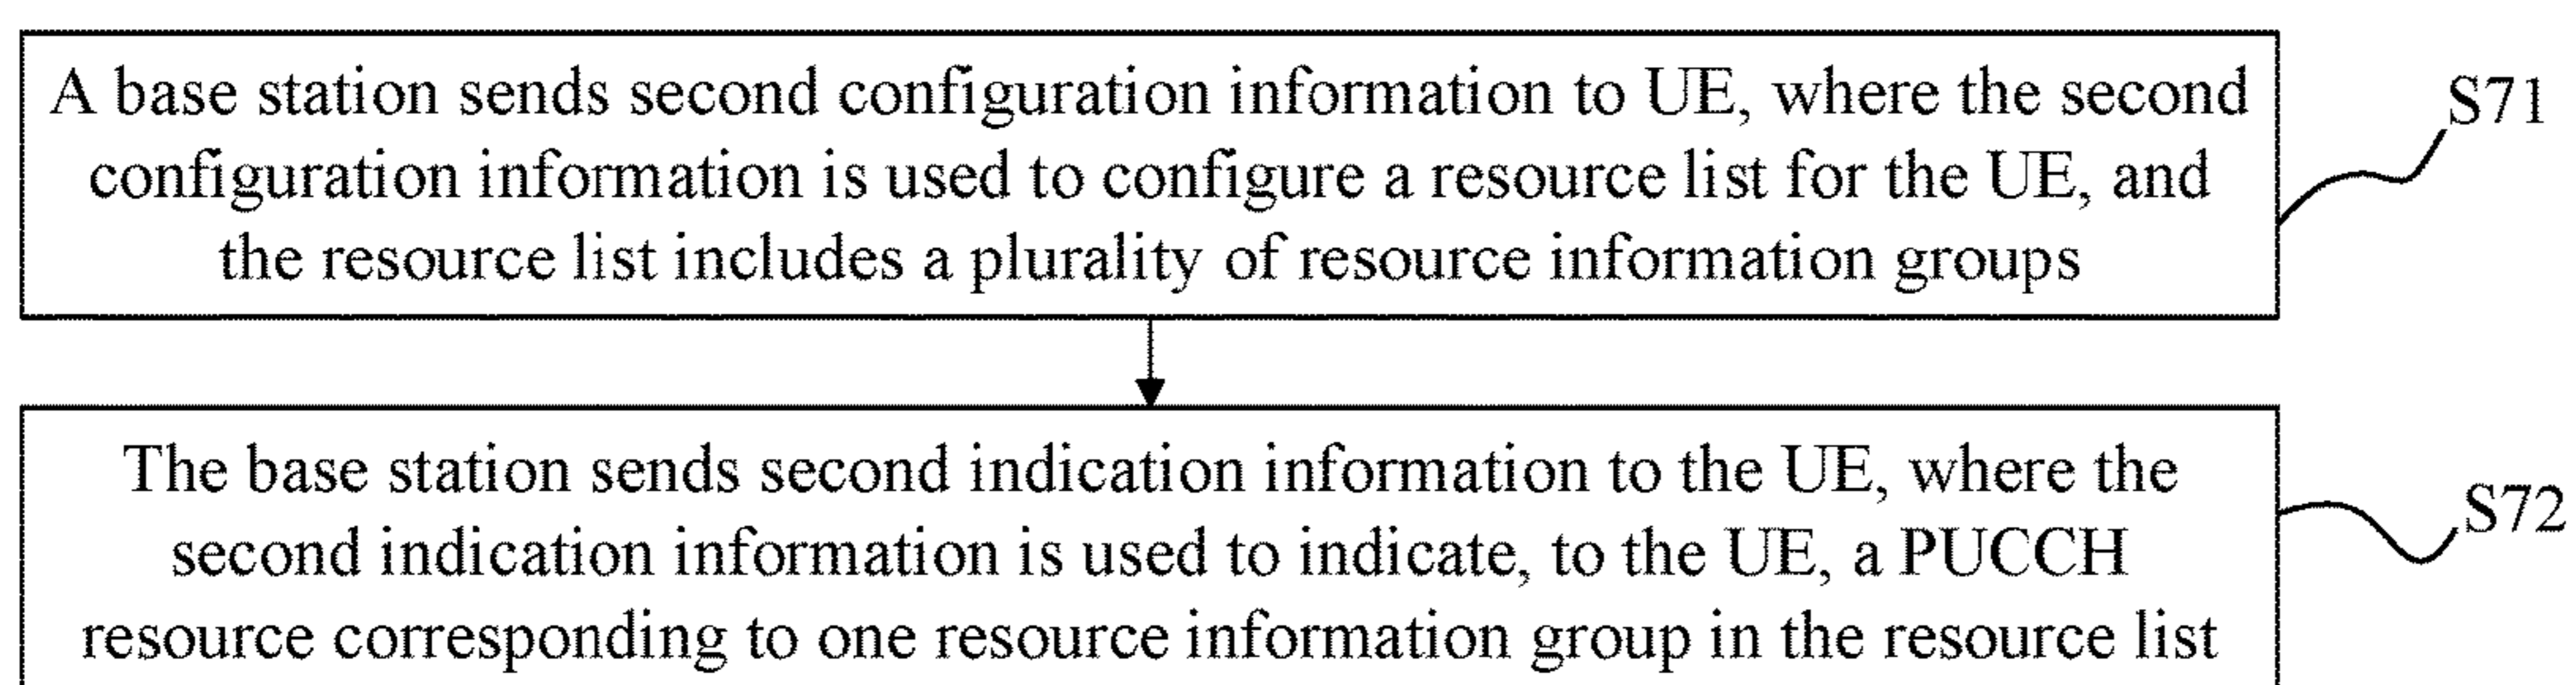 A base station sends second configuration information to UE, where the second
configuration information is used to configure a resource list for the UE, and
the resource list includes a plurality of resource information groups
S71
The base station sends second indication information to the UE, where the
second indication information is used to indicate, to the UE, a PUCCH
resource corresponding to one resource information group in the resource list
S72